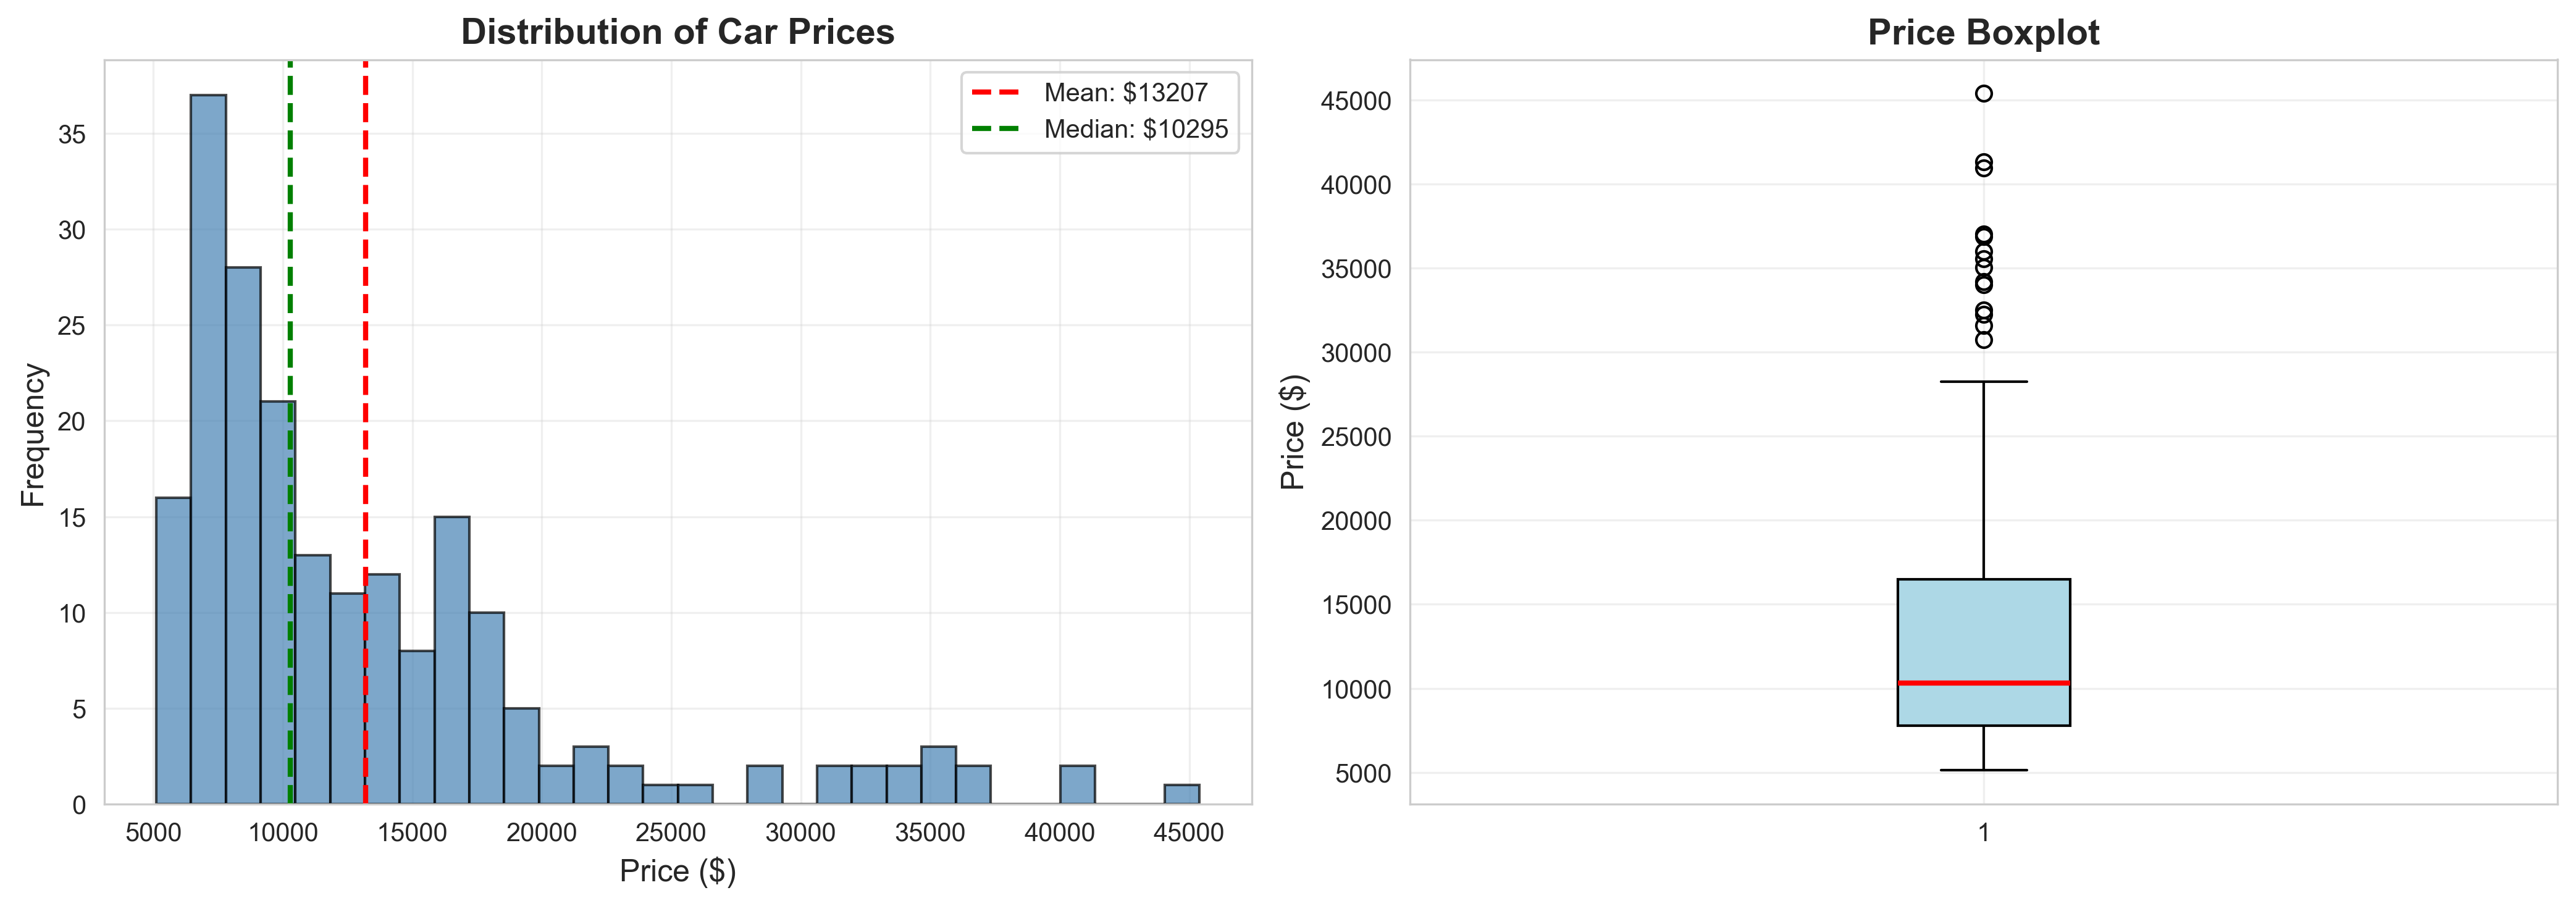 Distribution of Car Prices
Mean: $13207
Median: $10295
Frequency
35
30
25
20
15
10
5
0
5000 10000 15000 20000 25000 30000 35000 40000 45000
Price ($)
Price Boxplot
Price ($)
45000
40000
35000
30000
25000
20000
15000
10000
5000
1